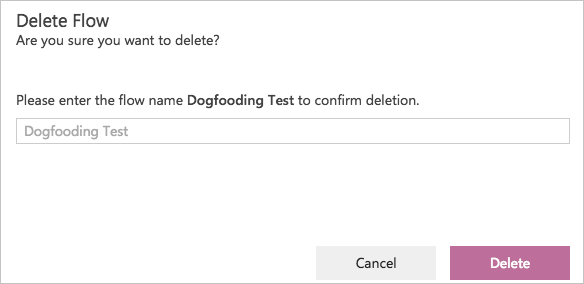 Delete Flow
Are you sure you want to delete?
Please enter the flow name Dogfooding Test to confirm deletion.
Dogfooding Test
Cancel
Delete